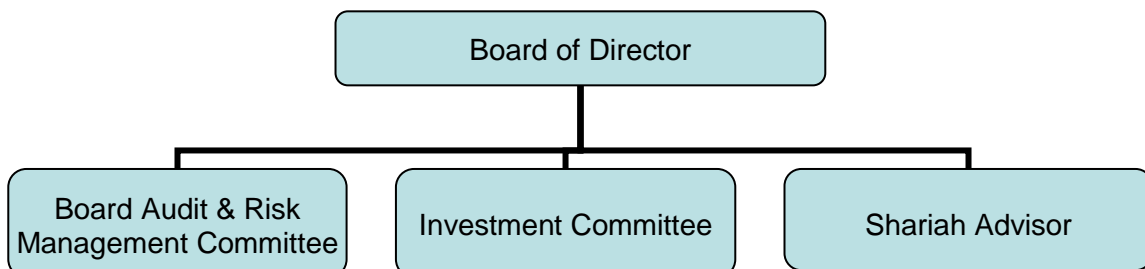 Board of Director
Board Audit & Risk
Management Committee
Investment Committee
Shariah Advisor